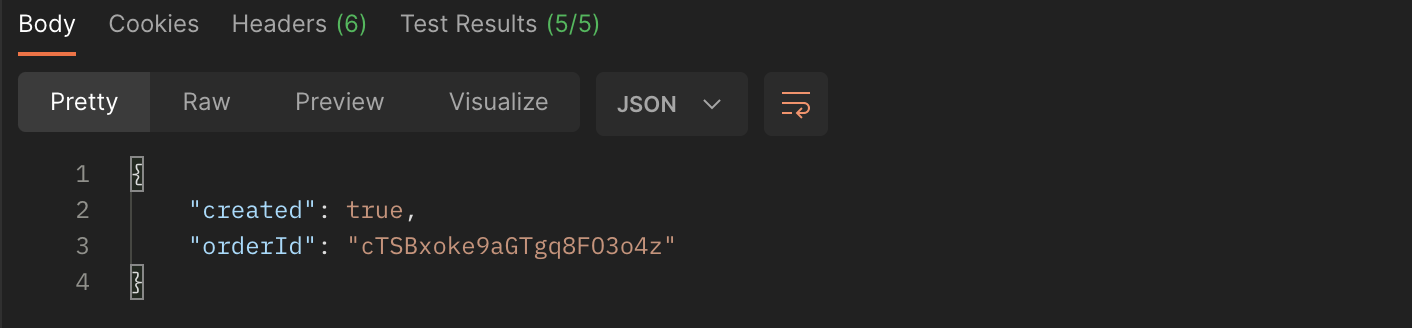 Body Cookies Headers (6) Test Results (5/5)
Pretty Raw Preview Visualize JSON
1 {
2 "created": true,
3 "orderId": "cTSBxoke9aGTgq8FO3o4z"
4 }